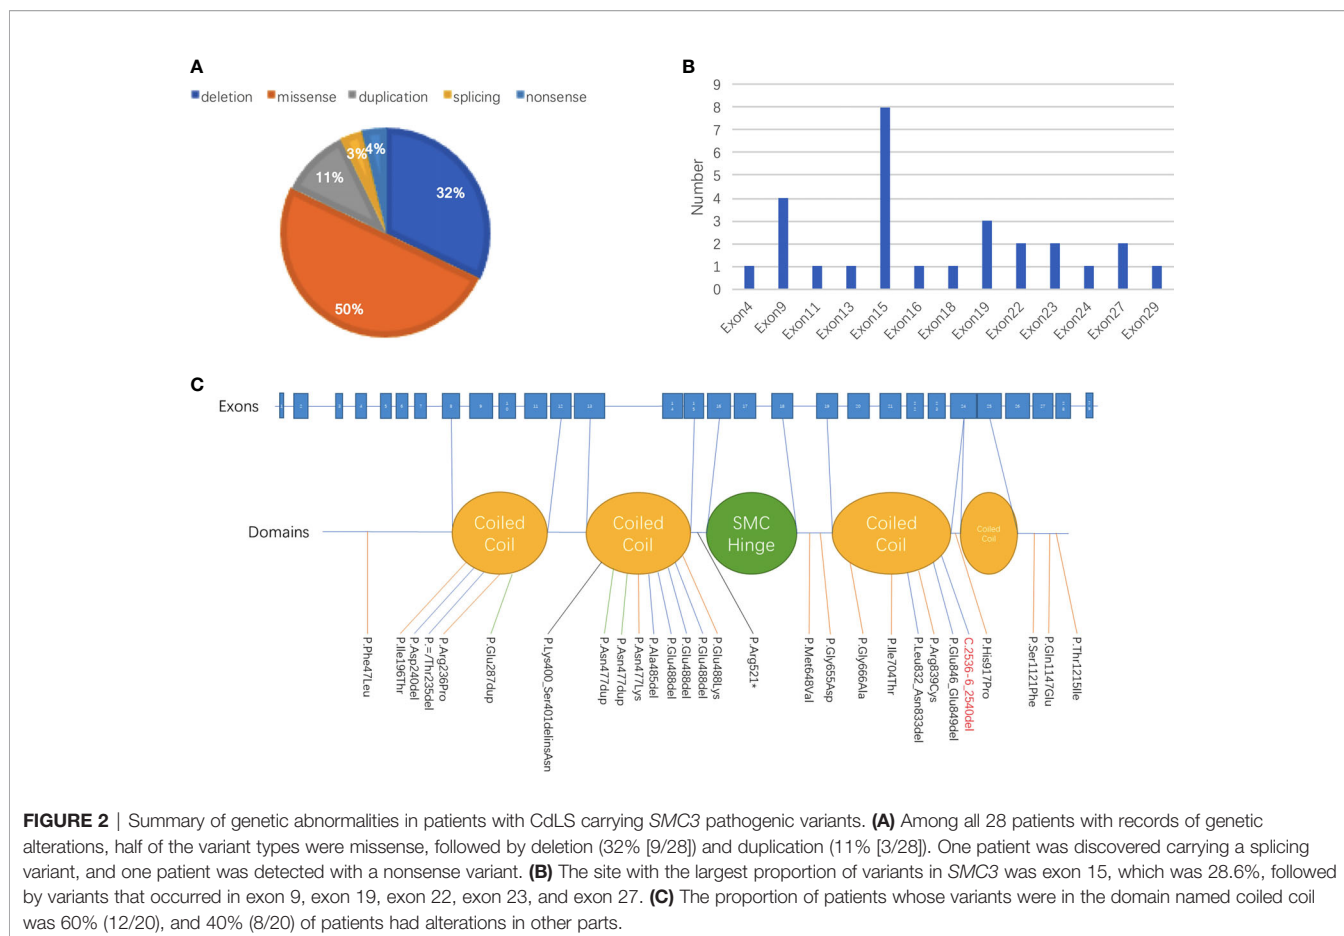 A
deletion missense duplication splicing nonsense
3% 4%
11%
32%
50%
B
Number
9
8
7
6
5
4
3
2
1
0
Exon4 Exon9 Exon11 Exon13 Exon15 Exon16 Exon18 Exon19 Exon22 Exon23 Exon24 Exon27 Exon29
C
Exons
Domains
Coiled Coil
Coiled Coil
SMC Hinge
Coiled Coil
Coiled Coil
P.Phe47Leu
P.Ile196Thr
P.Asp240del
P.=/Thr235del
P.Arg236Pro
P.Glu287dup
P.Lys400_Ser401delinsAsn
P.Asn477dup
P.Asn477dup
P.Asn477Lys
P.Ala485del
P.Glu488del
P.Glu488del
P.Glu488del
P.Glu488Lys
P.Arg521*
P.Met648Val
P.Gly655Asp
P.Gly666Ala
P.Ile704Thr
P.Leu832_Asn833del
P.Arg839Cys
P.Glu846_Glu849del
C.2536-6_2540del
P.His917Pro
P.Ser1121Phe
P.Gln1147Glu
P.Thr1215Ile
FIGURE 2 | Summary of genetic abnormalities in patients with CdLS carrying SMC3 pathogenic variants. (A) Among all 28 patients with records of genetic
alterations, half of the variant types were missense, followed by deletion (32% [9/28]) and duplication (11% [3/28]). One patient was discovered carrying a splicing
variant, and one patient was detected with a nonsense variant. (B) The site with the largest proportion of variants in SMC3 was exon 15, which was 28.6%, followed
by variants that occurred in exon 9, exon 19, exon 22, exon 23, and exon 27. (C) The proportion of patients whose variants were in the domain named coiled coil
was 60% (12/20), and 40% (8/20) of patients had alterations in other parts.